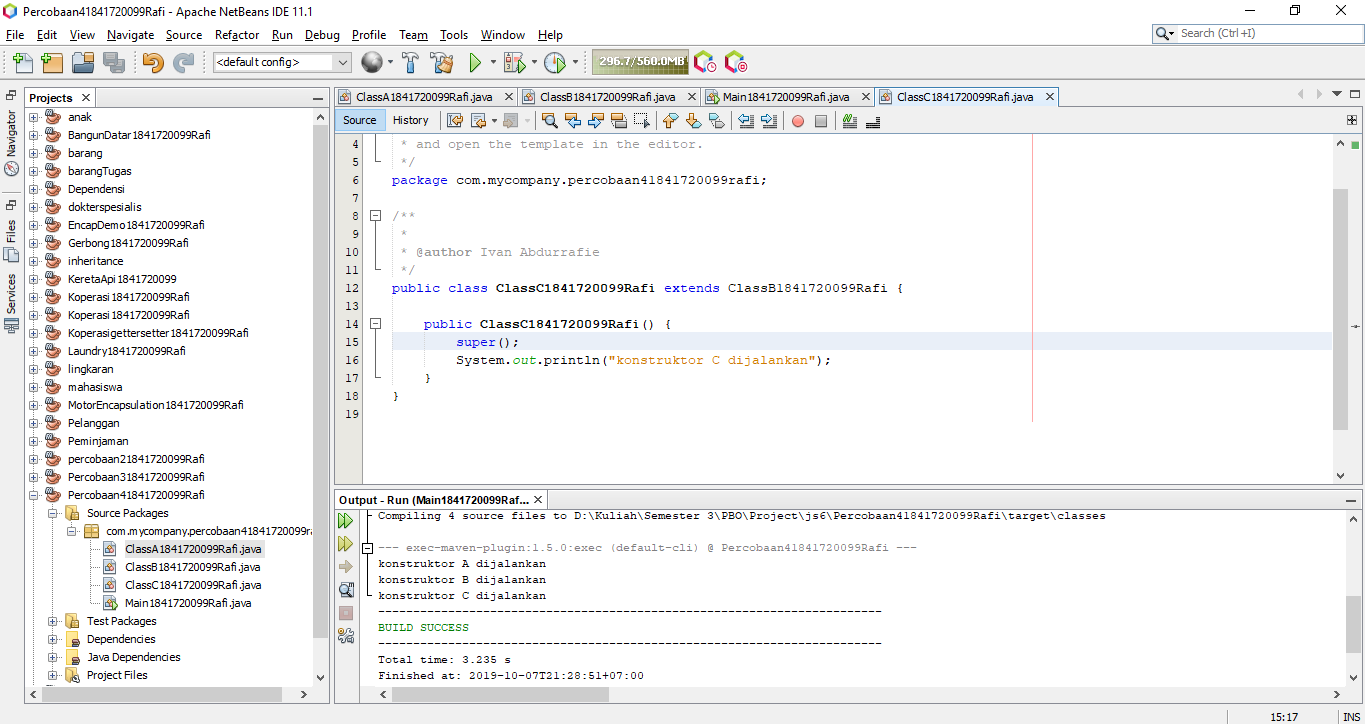 Percobaan41841720099Rafi - Apache NetBeans IDE 11.1
File Edit View Navigate Source Refactor Run Debug Profile Team Tools Window Help
Search (Ctrl+I)
<default config>
296.7/560.0MB
Projects
Navigator
Files
Services
anak
BangunDatar1841720099Rafi
barang
barangTugas
Dependensi
dokterspesialis
EncapDemo1841720099Rafi
Gerbong1841720099Rafi
inheritance
KeretaApi1841720099
Koperasi1841720099Rafi
Koperasi1841720099Rafi
Koperasigettersetter1841720099Rafi
Laundry1841720099Rafi
lingkaran
mahasiswa
MotorEncapsulation1841720099Rafi
Pelanggan
Peminjaman
percobaan21841720099Rafi
Percobaan31841720099Rafi
Percobaan41841720099Rafi
Source Packages
com.mycompany.percobaan41841720099r
ClassA1841720099Rafi.java
ClassB1841720099Rafi.java
ClassC1841720099Rafi.java
Main1841720099Rafi.java
Test Packages
Dependencies
Java Dependencies
Project Files
ClassA1841720099Rafi.java ClassB1841720099Rafi.java Main1841720099Rafi.java ClassC1841720099Rafi.java
Source History
4 * and open the template in the editor.
5 */
6 package com.mycompany.percobaan41841720099rafi;
7
8 /**
9 *
10 * @author Ivan Abdurrafie
11 */
12 public class ClassC1841720099Rafi extends ClassB1841720099Rafi {
13
14 public ClassC1841720099Rafi() {
15 super();
16 System.out.println("konstruktor C dijalankan");
17 }
18 }
19
Output - Run (Main1841720099Raf...
Compiling 4 source files to D:\Kuliah\Semester 3\PBO\Project\js6\Percobaan41841720099Rafi\target\classes
--- exec-maven-plugin:1.5.0:exec (default-cli) @ Percobaan41841720099Rafi ---
konstruktor A dijalankan
konstruktor B dijalankan
konstruktor C dijalankan
------------------------------------------------------------------------
BUILD SUCCESS
------------------------------------------------------------------------
Total time: 3.235 s
Finished at: 2019-10-07T21:28:51+07:00
15:17 INS